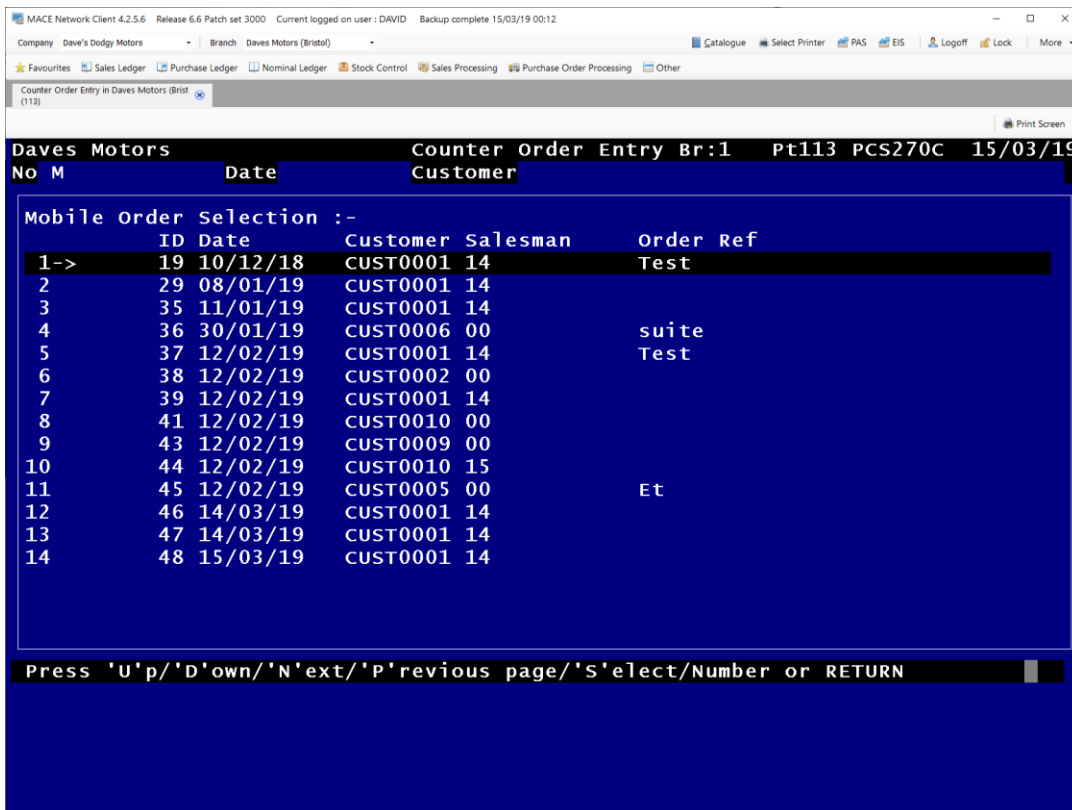 MACE Network Client 4.2.5.6 Release 6.6 Patch set 3000 Current logged on user : DAVID Backup complete 15/03/19 00:12
Company Dave's Dodgy Motors Branch Daves Motors (Bristol) Catalogue Select Printer PAS EIS Logoff Lock More
Favourites Sales Ledger Purchase Ledger Nominal Ledger Stock Control Sales Processing Purchase Order Processing Other
Counter Order Entry in Daves Motors (Brist
(113)
Print Screen
Daves Motors Counter Order Entry Br:1 Pt113 PCS270C 15/03/19
No M Date Customer
Mobile Order Selection :-
ID Date Customer Salesman Order Ref
1-> 19 10/12/18 CUST0001 14 Test
2 29 08/01/19 CUST0001 14
3 35 11/01/19 CUST0001 14
4 36 30/01/19 CUST0006 00 suite
5 37 12/02/19 CUST0001 14 Test
6 38 12/02/19 CUST0002 00
7 39 12/02/19 CUST0001 14
8 41 12/02/19 CUST0010 00
9 43 12/02/19 CUST0009 00
10 44 12/02/19 CUST0010 15
11 45 12/02/19 CUST0005 00 Et
12 46 14/03/19 CUST0001 14
13 47 14/03/19 CUST0001 14
14 48 15/03/19 CUST0001 14
Press 'U'p/'D'own/'N'ext/'P'revious page/'S'elect/Number or RETURN